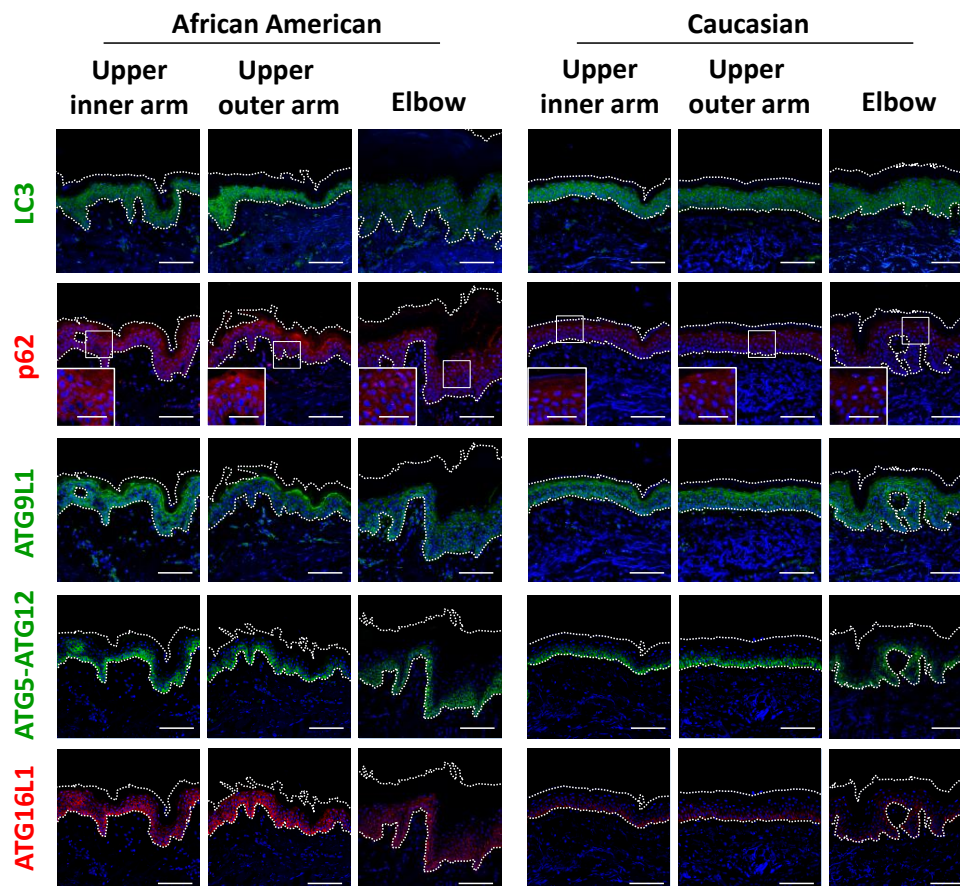 African American
Caucasian
Upper
inner arm
Upper
outer arm
Elbow
Upper
inner arm
Upper
outer arm
Elbow
LC3
p62
ATG9L1
ATG5-ATG12
ATG16L1